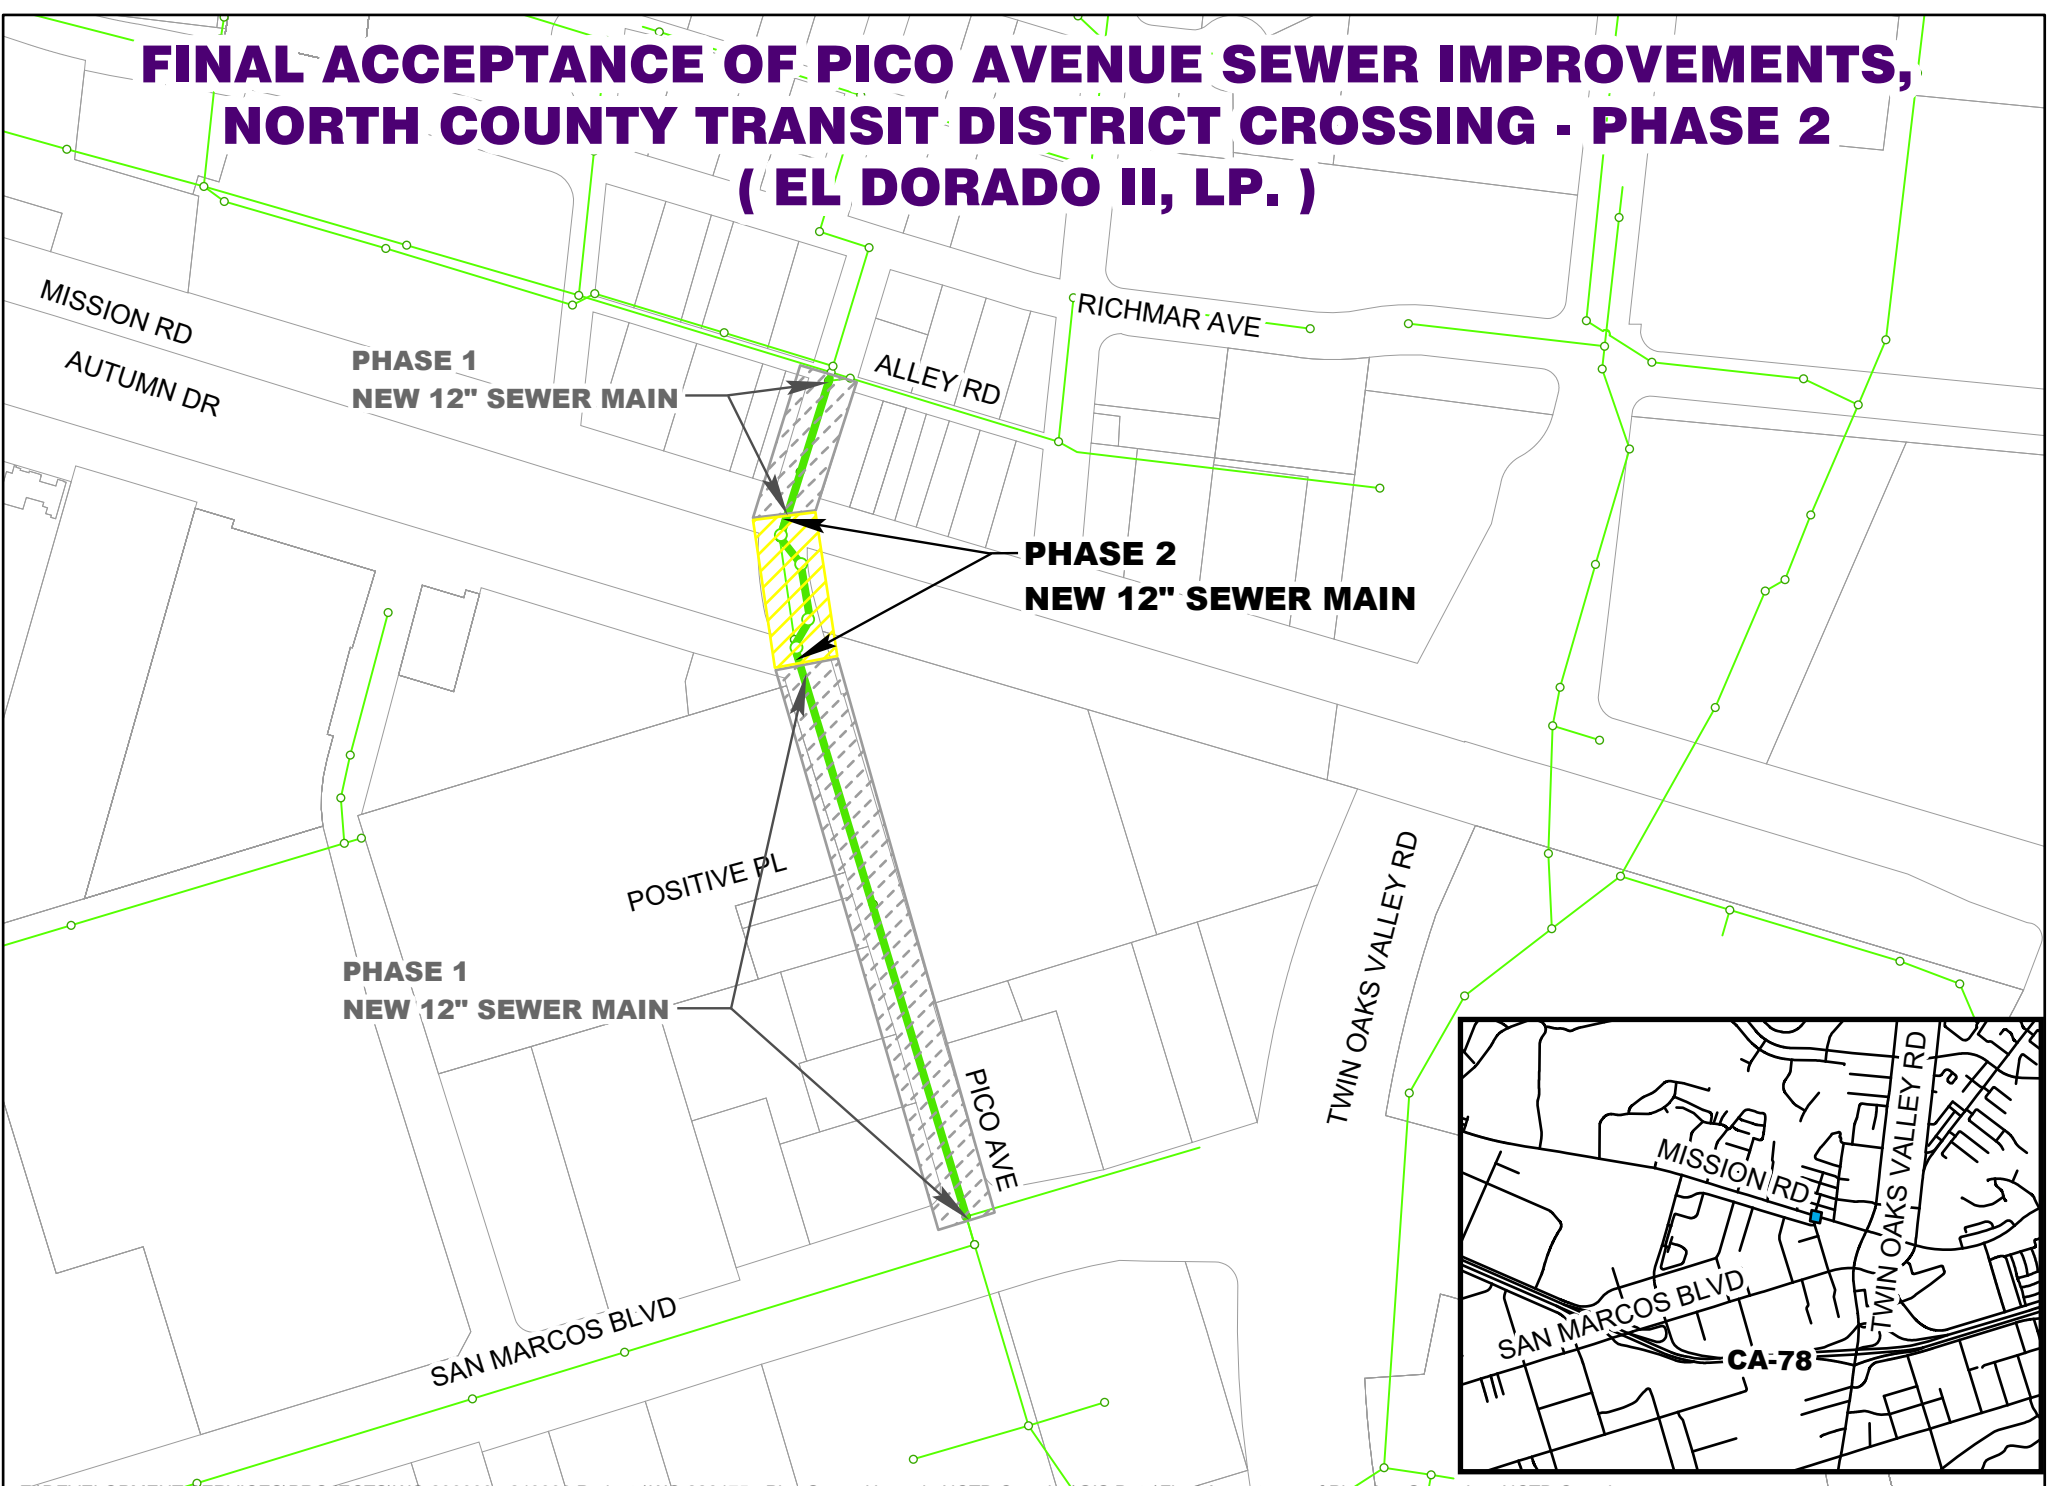 FINAL ACCEPTANCE OF PICO AVENUE SEWER IMPROVEMENTS,
NORTH COUNTY TRANSIT DISTRICT CROSSING - PHASE 2
( EL DORADO II, LP. )
MISSION RD
AUTUMN DR
RICHMAR AVE
ALLEY RD
PHASE 1
NEW 12" SEWER MAIN
PHASE 2
NEW 12" SEWER MAIN
POSITIVE PL
TWIN OAKS VALLEY RD
PHASE 1
NEW 12" SEWER MAIN
PICO AVE
SAN MARCOS BLVD
TWIN OAKS VALLEY RD
MISSION RD
SAN MARCOS BLVD
CA-78